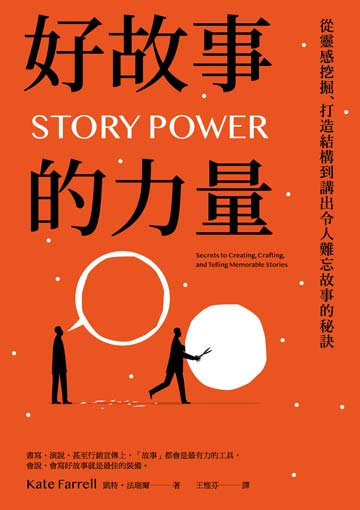 好故事
STORY POWER
的力量
從靈感挖掘、打造結構到講出令人難忘故事的祕訣
Secrets to Creating, Crafting,
and Telling Memorable Stories
書寫、演說,甚至行銷宣傳上,「故事」都會是最有力的工具,
會說、會寫好故事就是最佳的裝備。
Kate Farrell 凱特・法瑞爾——著 王惟芬——譯